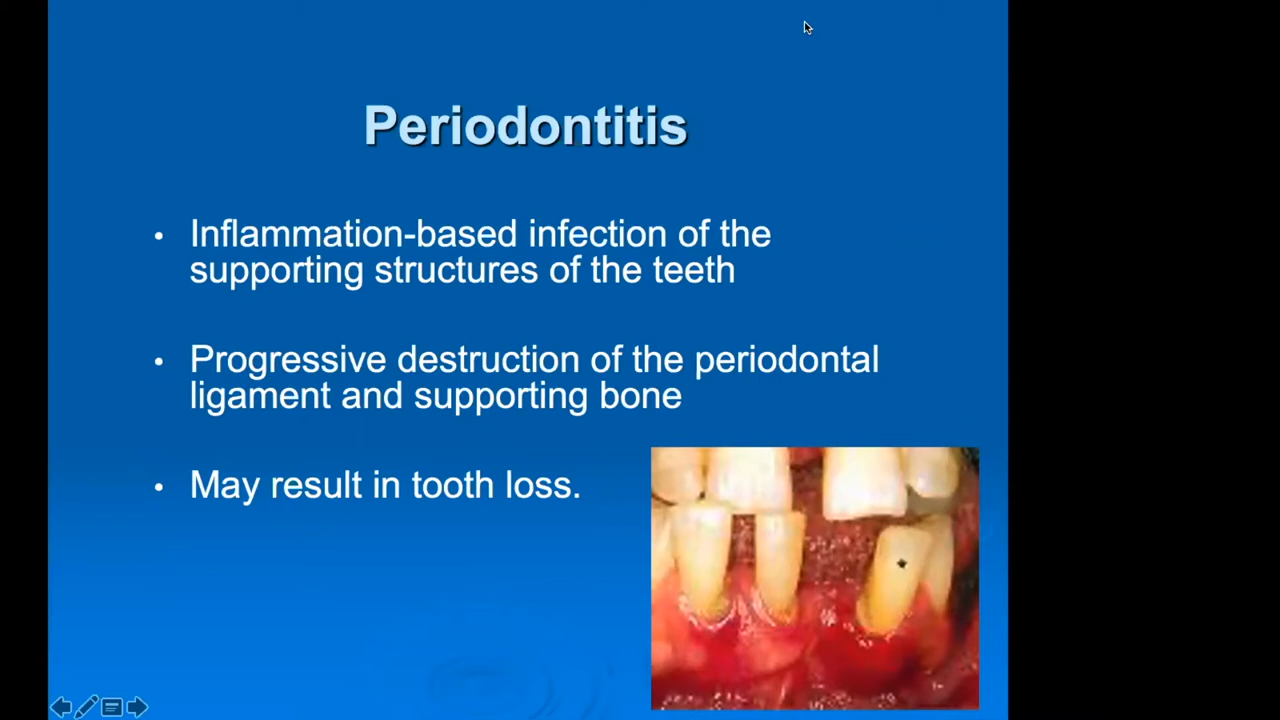 Periodontitis
• Inflammation-based infection of the
supporting structures of the teeth
• Progressive destruction of the periodontal
ligament and supporting bone
• May result in tooth loss.